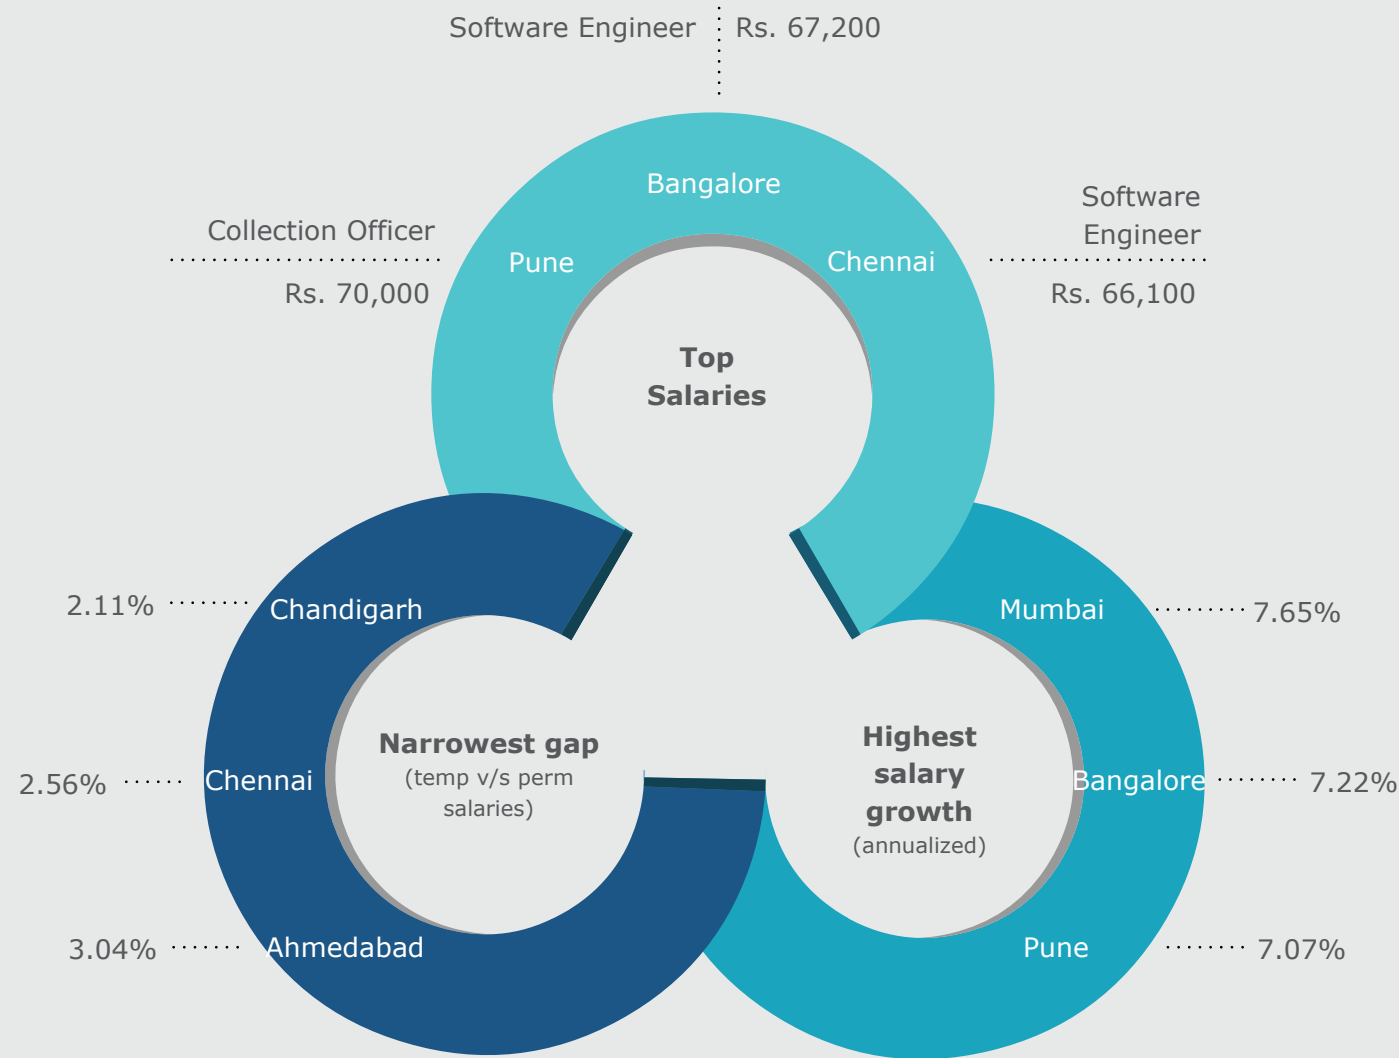 Software Engineer Rs. 67,200
Bangalore
Collection Officer
Rs. 70,000
Pune
Chennai
Software
Engineer
Rs. 66,100
Top
Salaries
2.11%
Chandigarh
2.56%
Chennai
3.04%
Ahmedabad
Narrowest gap
(temp v/s perm
salaries)
Highest
salary
growth
(annualized)
Mumbai
7.65%
Bangalore
7.22%
Pune
7.07%